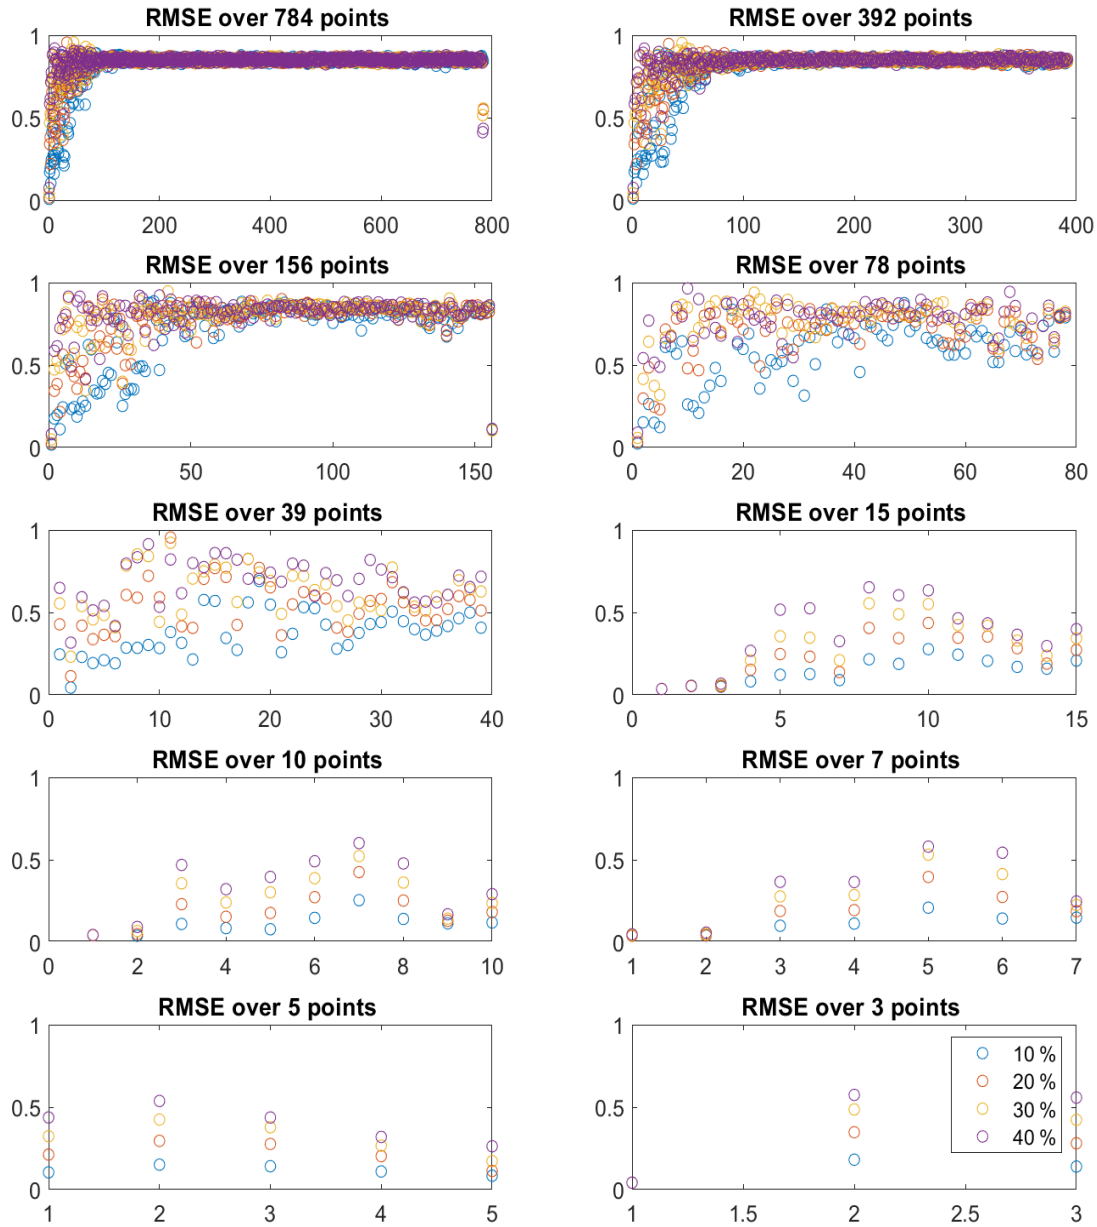 RMSE over 784 points
RMSE over 392 points
1
0.5
0
0 200 400 600 800
1
0.5
0
0 100 200 300 400
RMSE over 156 points
RMSE over 78 points
1
0.5
0
0 50 100 150
1
0.5
0
0 20 40 60 80
RMSE over 39 points
RMSE over 15 points
1
0.5
0
0 10 20 30 40
1
0.5
0
0 5 10 15
RMSE over 10 points
RMSE over 7 points
1
0.5
0
0 2 4 6 8 10
1
0.5
0
1 2 3 4 5 6 7
RMSE over 5 points
RMSE over 3 points
1
0.5
0
1 2 3 4 5
1
0.5
0
1 1.5 2 2.5 3
10 %
20 %
30 %
40 %